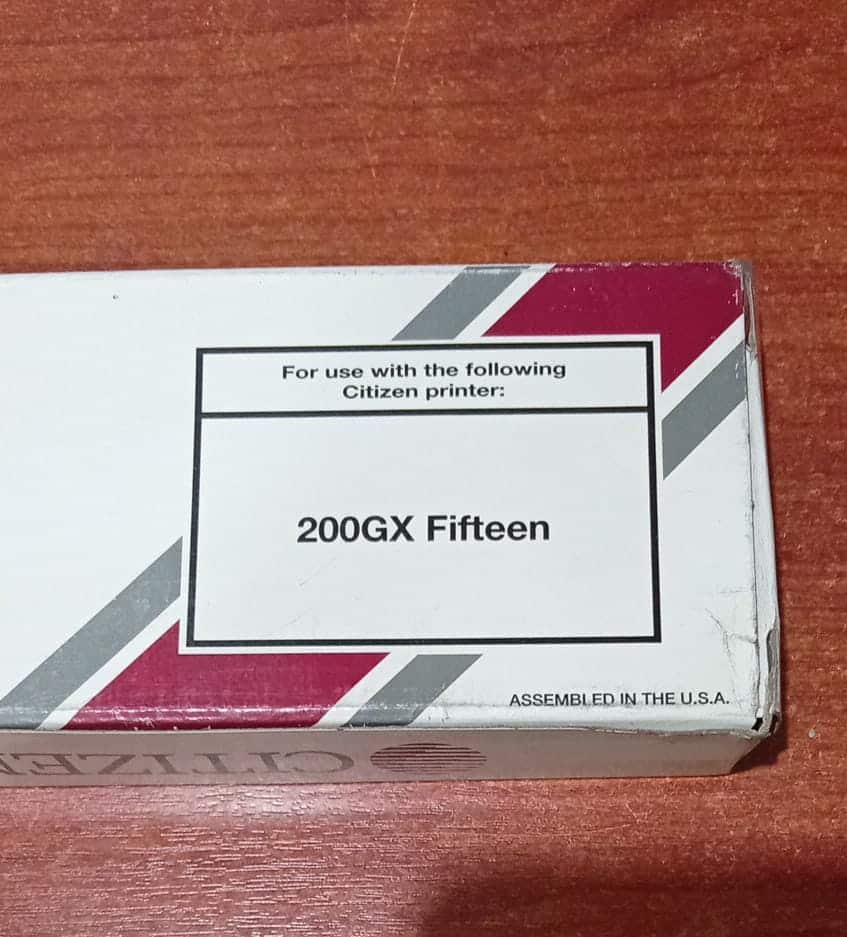 For use with the following
Citizen printer:
200GX Fifteen
ASSEMBLED IN THE U.S.A.